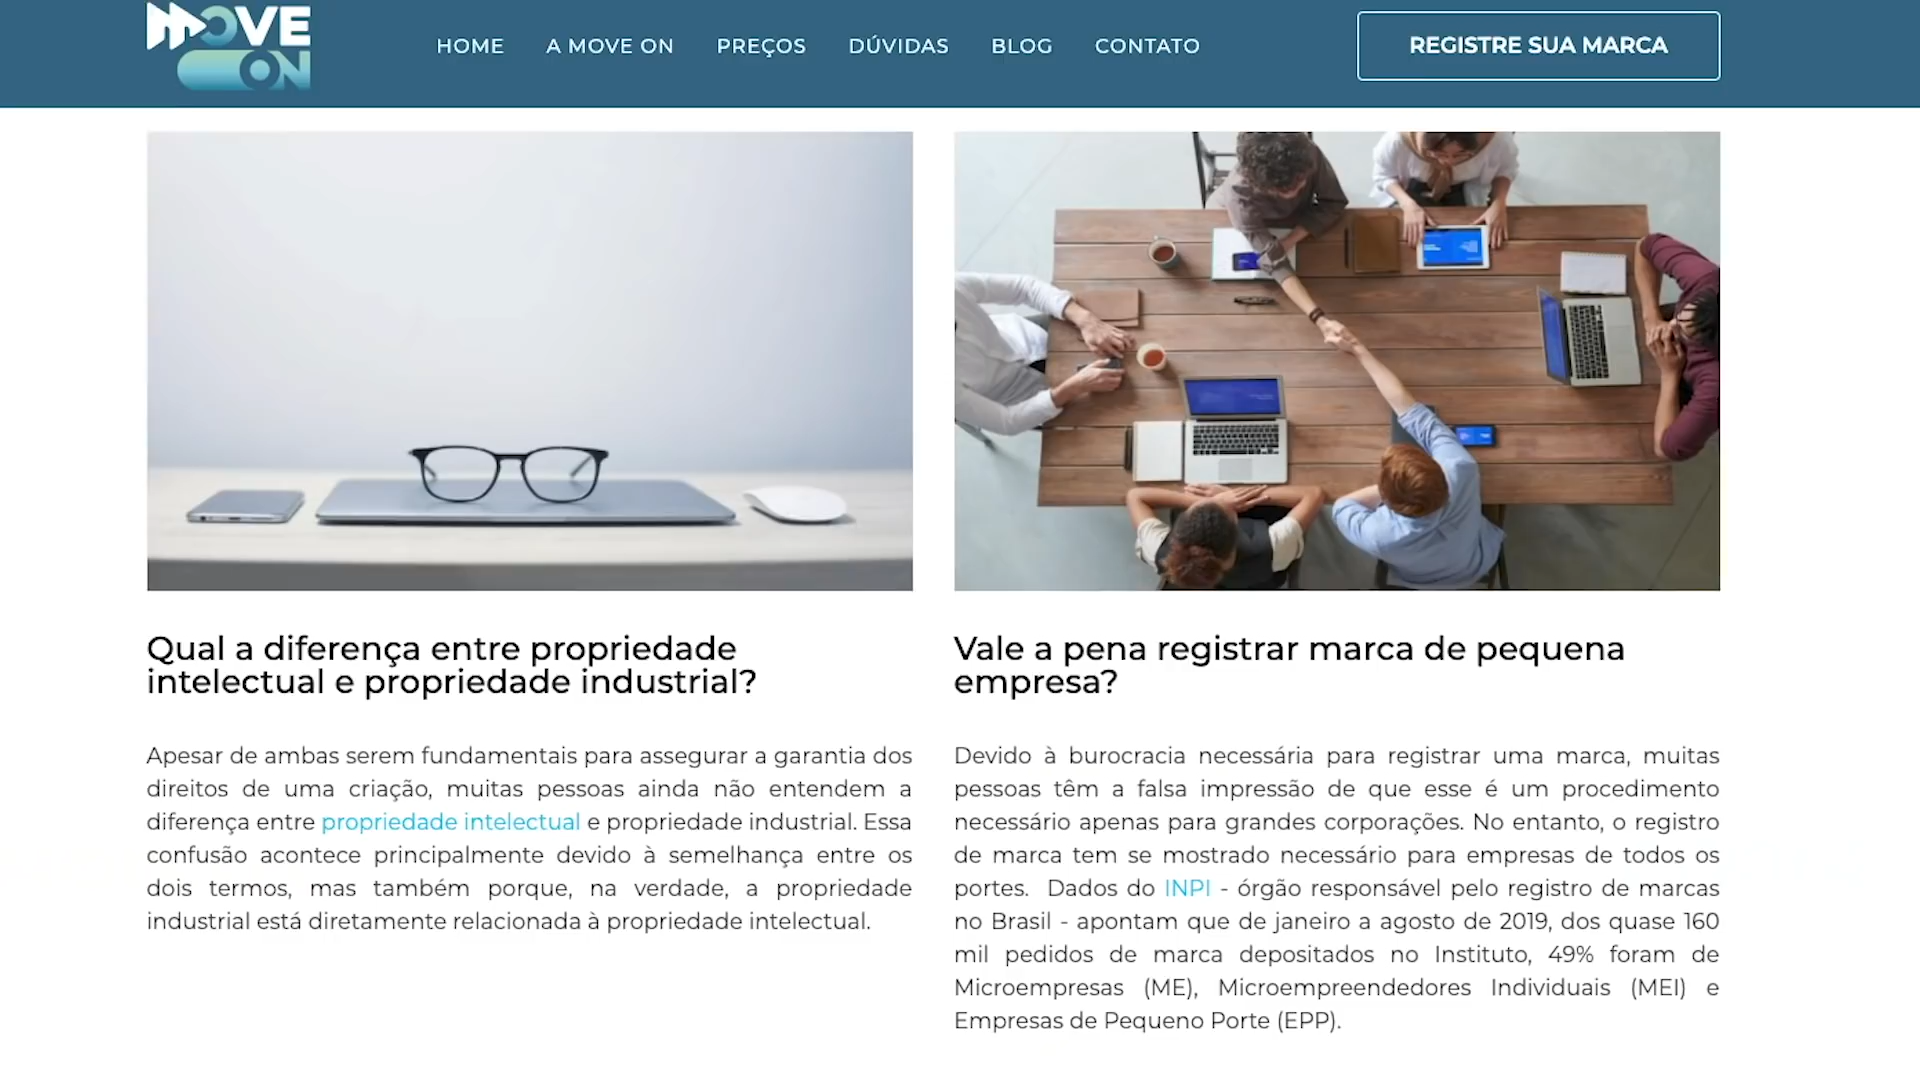 MOVE
ON
HOME
A MOVE ON
PREÇOS
DÚVIDAS
BLOG
CONTATO
REGISTRE SUA MARCA
Qual a diferença entre propriedade
intelectual e propriedade industrial?
Apesar de ambas serem fundamentais para assegurar a garantia dos
direitos de uma criação, muitas pessoas ainda não entendem a
diferença entre propriedade intelectual e propriedade industrial. Essa
confusão acontece principalmente devido à semelhança entre os
dois termos, mas também porque, na verdade, a propriedade
industrial está diretamente relacionada à propriedade intelectual.
Vale a pena registrar marca de pequena
empresa?
Devido à burocracia necessária para registrar uma marca, muitas
pessoas têm a falsa impressão de que esse é um procedimento
necessário apenas para grandes corporações. No entanto, o registro
de marca tem se mostrado necessário para empresas de todos os
portes. Dados do INPI - órgão responsável pelo registro de marcas
no Brasil - apontam que de janeiro a agosto de 2019, dos quase 160
mil pedidos de marca depositados no Instituto, 49% foram de
Microempresas (ME), Microempreendedores Individuais (MEI) e
Empresas de Pequeno Porte (EPP).